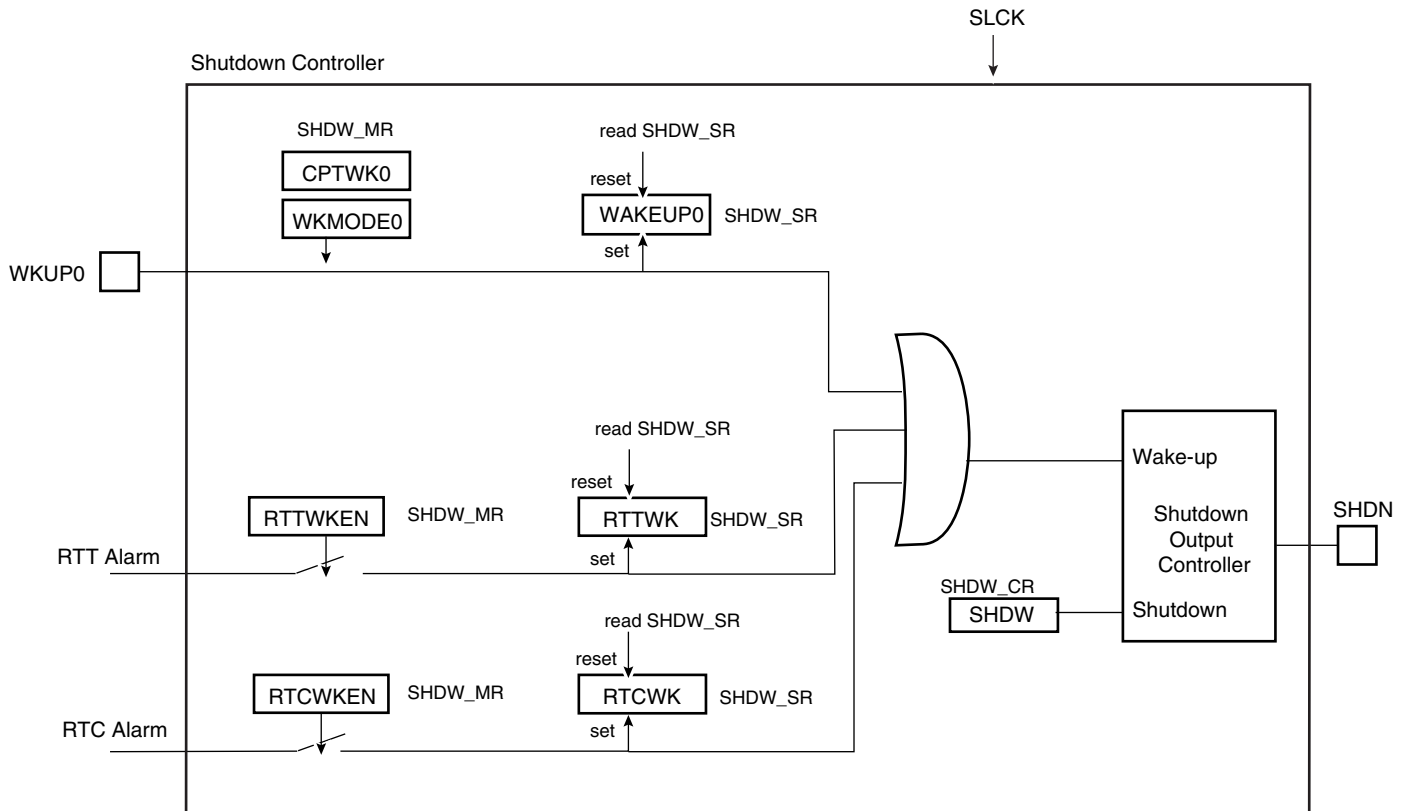 SLCK
Shutdown Controller
SHDW_MR
CPTWK0
WKMODE0
read SHDW_SR
reset
WAKEUP0
SHDW_SR
set
WKUP0
read SHDW_SR
reset
RTTWKEN
SHDW_MR
RTTWK
SHDW_SR
set
RTT Alarm
Wake-up
Shutdown
Output
Controller
SHDN
SHDW_CR
SHDW
Shutdown
read SHDW_SR
reset
RTCWKEN
SHDW_MR
RTCWK
SHDW_SR
set
RTC Alarm